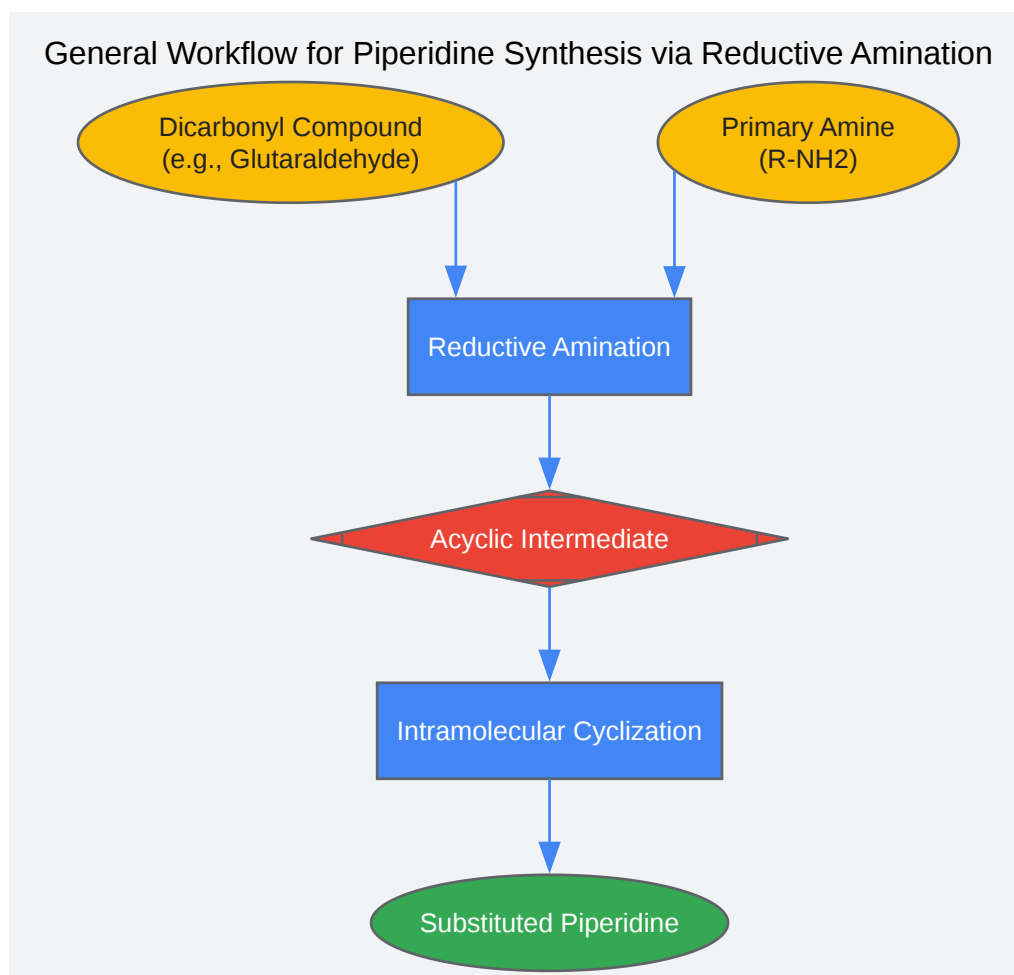 General Workflow for Piperidine Synthesis via Reductive Amination
Dicarbonyl Compound
(e.g., Glutaraldehyde)
Primary Amine
(R-NH2)
Reductive Amination
Acyclic Intermediate
Intramolecular Cyclization
Substituted Piperidine